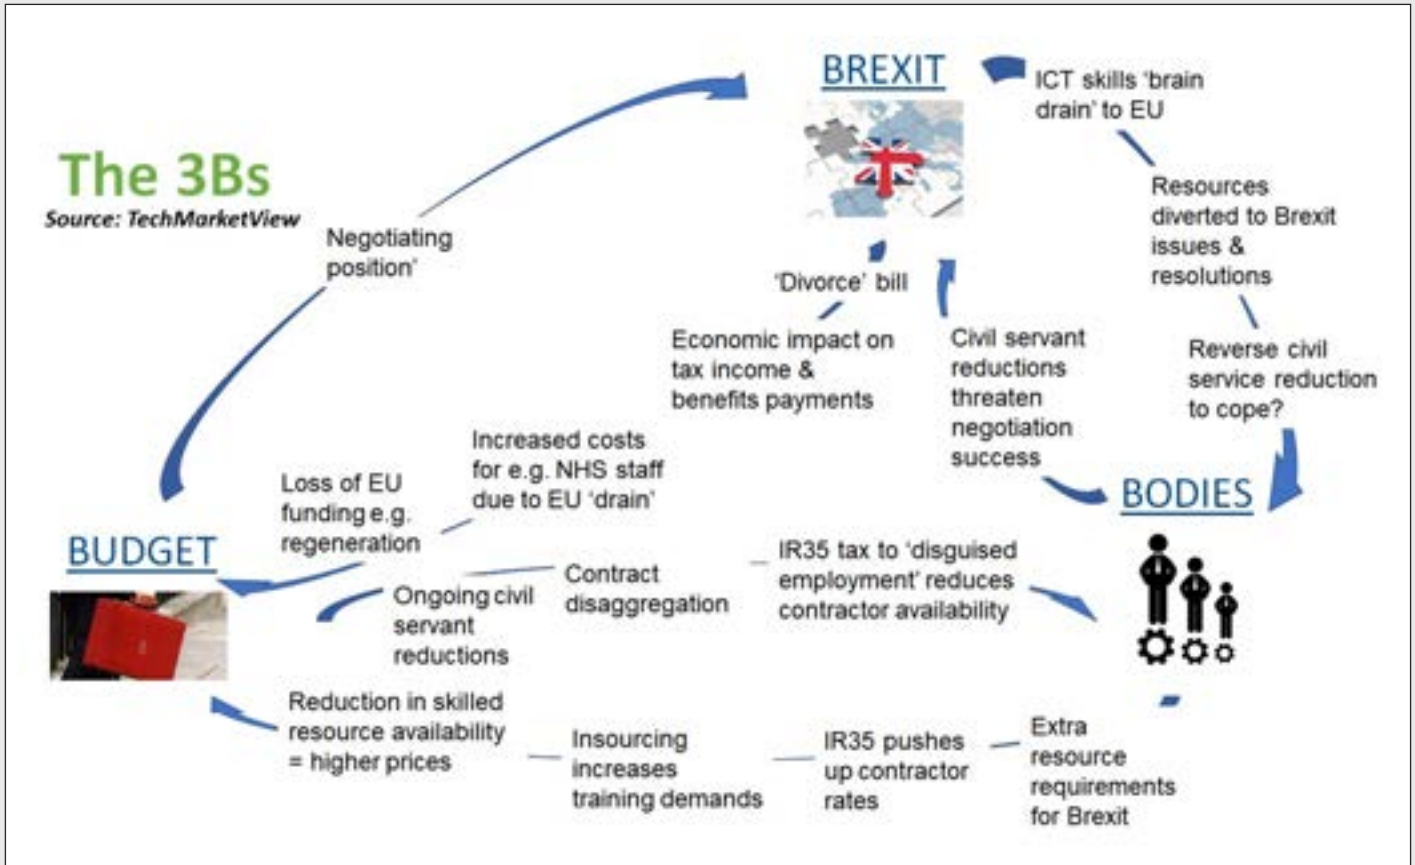 The 3Bs
Source: TechMarketView
BREXIT
ICT skills ‘brain
drain’ to EU
Resources
diverted to Brexit
issues &
resolutions
Reverse civil
service reduction
to cope?
Negotiating
position’
‘Divorce’ bill
Economic impact on
tax income &
benefits payments
Civil servant
reductions
threaten
negotiation
success
BODIES
Increased costs
for e.g. NHS staff
due to EU ‘drain’
Loss of EU
funding e.g.
regeneration
BUDGET
Ongoing civil
servant
reductions
Contract
disaggregation
IR35 tax to ‘disguised
employment’ reduces
contractor availability
Reduction in skilled
resource availability
= higher prices
Insourcing
increases
training demands
IR35 pushes
up contractor
rates
Extra
resource
requirements
for Brexit